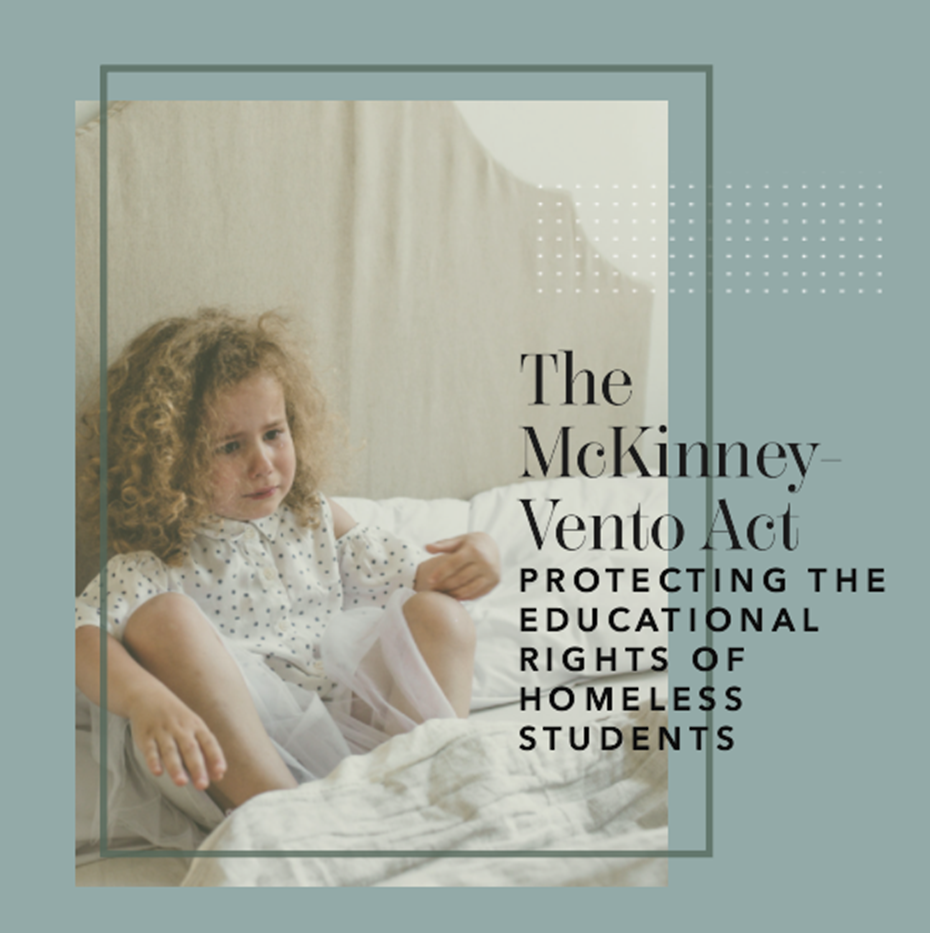 The
McKinney–
Vento Act
PROTECTING THE
EDUCATIONAL
RIGHTS OF
HOMELESS
STUDENTS